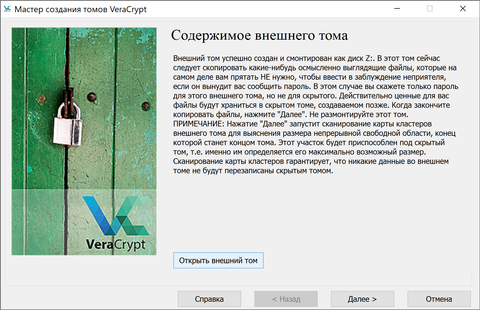 Мастер создания томов VeraCrypt
Содержимое внешнего тома
Внешний том успешно создан и смонтирован как диск Z:. В этот том сейчас
следует скопировать какие-нибудь осмысленно выглядящие файлы, которые на
самом деле вам прятать НЕ нужно, чтобы ввести в заблуждение неприятеля,
если он вынудит вас сообщить пароль. В этом случае вы скажете только пароль
для этого внешнего тома, но не для скрытого. Действительно ценные для вас
файлы будут храниться в скрытом томе, создаваемом позже. Когда закончите
копировать файлы, нажмите "Далее". Не размонтируйте этот том.
ПРИМЕЧАНИЕ: Нажатие "Далее" запустит сканирование карты кластеров
внешнего тома для выяснения размера непрерывной свободной области, конец
которой станет концом тома. Этот участок будет приспособлен под скрытый
том, т.е. именно им определяется его максимально возможный размер.
Сканирование карты кластеров гарантирует, что никакие данные во внешнем
томе не будут перезаписаны скрытым томом.
VeraCrypt
Открыть внешний том
Справка
< Назад
Далее >
Отмена